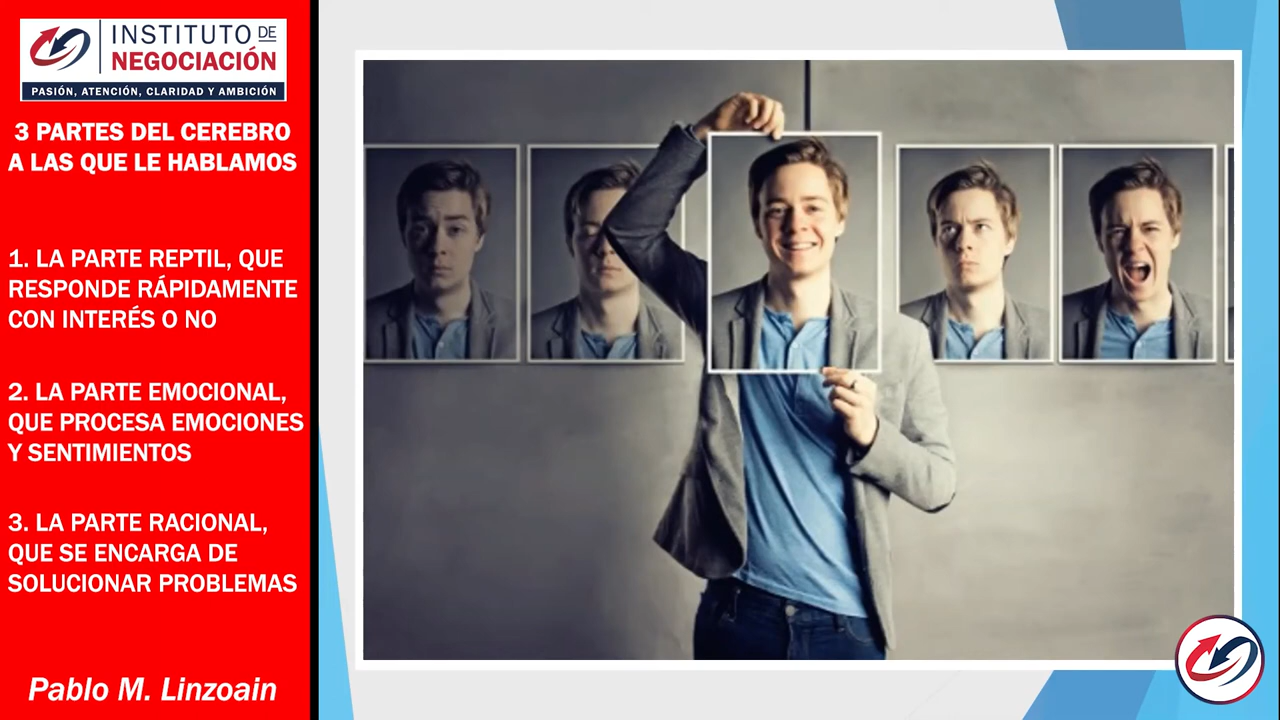 INSTITUTO DE
NEGOCIACIÓN
PASIÓN, ATENCIÓN, CLARIDAD Y AMBICIÓN
3 PARTES DEL CEREBRO
A LAS QUE LE HABLAMOS
1. LA PARTE REPTIL, QUE
RESPONDE RÁPIDAMENTE
CON INTERÉS O NO
2. LA PARTE EMOCIONAL,
QUE PROCESA EMOCIONES
Y SENTIMIENTOS
3. LA PARTE RACIONAL,
QUE SE ENCARGA DE
SOLUCIONAR PROBLEMAS
Pablo M. Linzoain